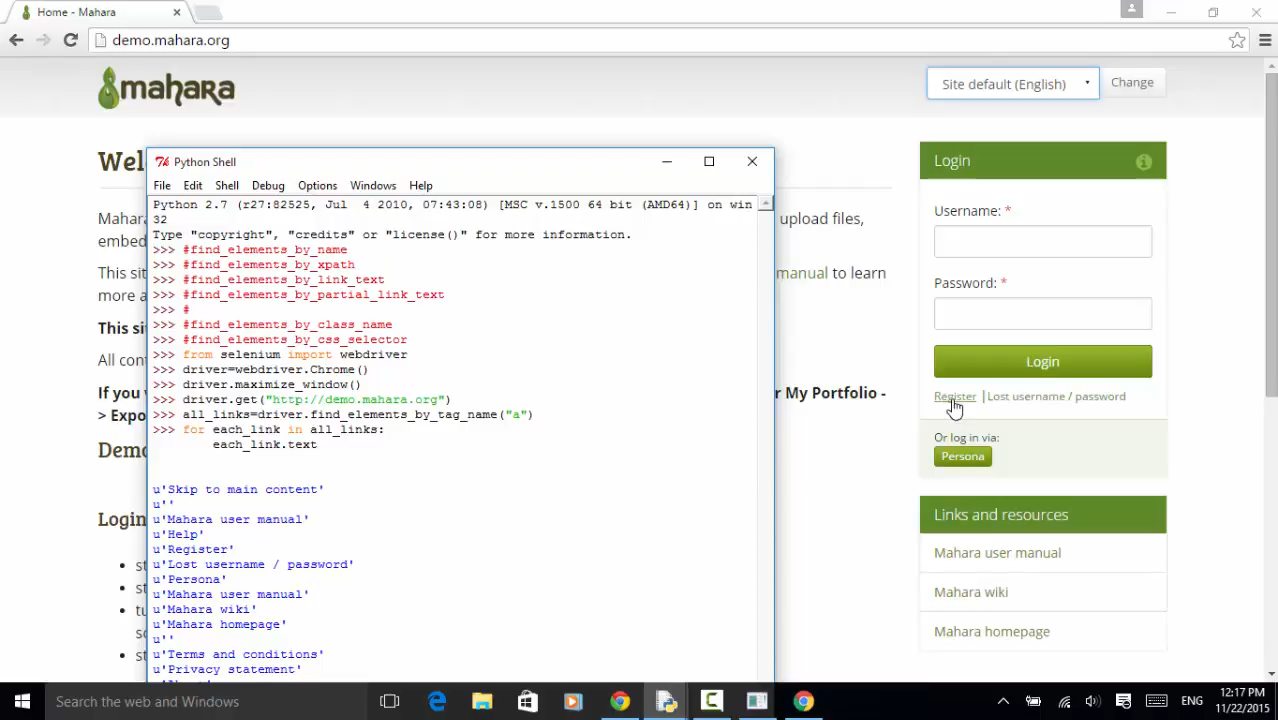 Home - Mahara
demo.mahara.org
mahara
Site default (English)
Change
Wel
Login
Username: *
Password: *
Login
Register | Lost username / password
Or log in via:
Persona
Links and resources
Mahara user manual
Mahara wiki
Mahara homepage
Mahara
upload files,
embed
This sit
manual to learn
more a
This sit
All cont
If you w
r My Portfolio -
> Expo
Demo
Login
st
st
tu
sc
st
Python Shell
File Edit Shell Debug Options Windows Help
Python 2.7 (r27:82525, Jul  4 2010, 07:43:08) [MSC v.1500 64 bit (AMD64)] on win
32
Type "copyright", "credits" or "license()" for more information.
>>> #find_elements_by_name
>>> #find_elements_by_xpath
>>> #find_elements_by_link_text
>>> #find_elements_by_partial_link_text
>>> #
>>> #find_elements_by_class_name
>>> #find_elements_by_css_selector
>>> from selenium import webdriver
>>> driver=webdriver.Chrome()
>>> driver.maximize_window()
>>> driver.get("http://demo.mahara.org")
>>> all_links=driver.find_elements_by_tag_name("a")
>>> for each_link in all_links:
        each_link.text
u'Skip to main content'
u''
u'Mahara user manual'
u'Help'
u'Register'
u'Lost username / password'
u'Persona'
u'Mahara user manual'
u'Mahara wiki'
u'Mahara homepage'
u''
u'Terms and conditions'
u'Privacy statement'
Search the web and Windows
ENG
12:17 PM
11/22/2015